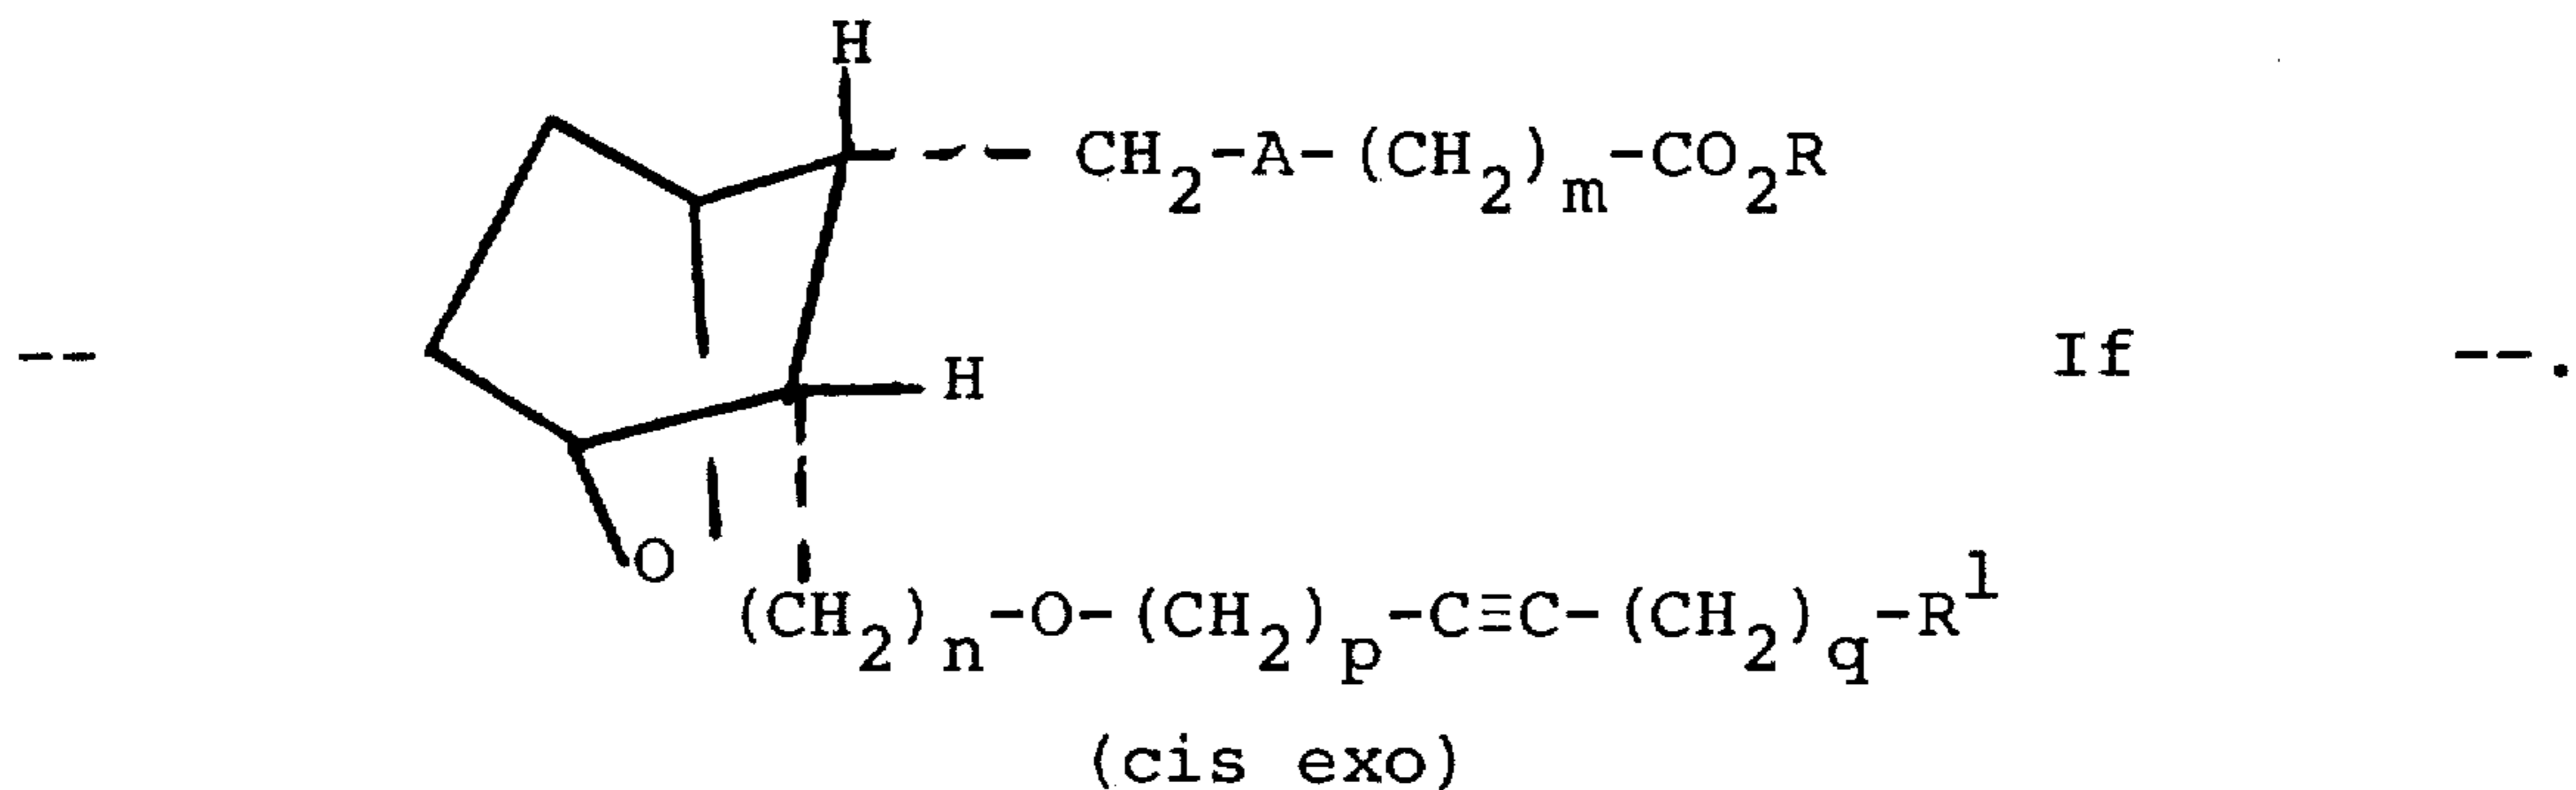 H
CH₂-A-(CH₂)ₘ-CO₂R
-- H If --.
O
(CH₂)ₙ-O-(CH₂)ₚ-C≡C-(CH₂)q-R¹
(cis exo)